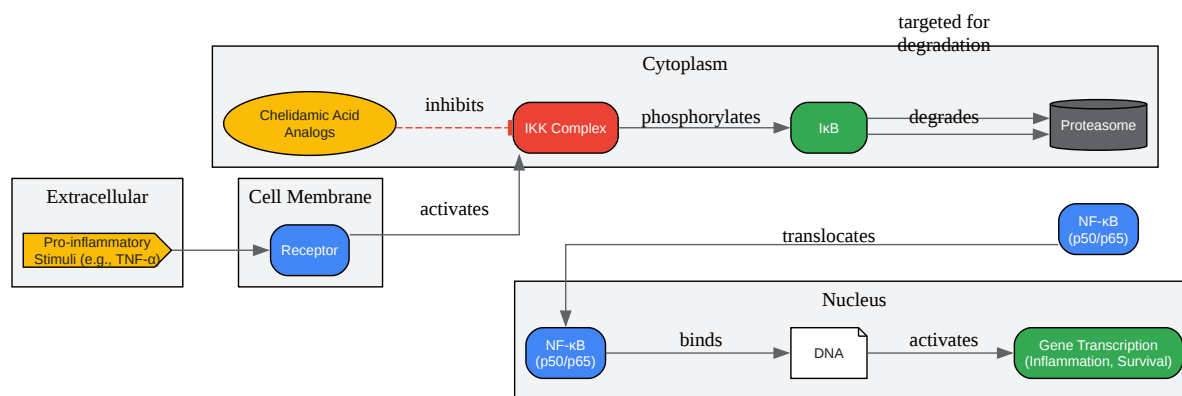 targeted for
degradation
Cytoplasm
Chelidamic Acid
Analogs
inhibits
IKK Complex
phosphorylates
IκB
degrades
Proteasome
Extracellular
Pro-inflammatory
Stimuli (e.g., TNF-α)
Cell Membrane
Receptor
activates
NF-κB
(p50/p65)
translocates
Nucleus
NF-κB
(p50/p65)
binds
DNA
activates
Gene Transcription
(Inflammation, Survival)